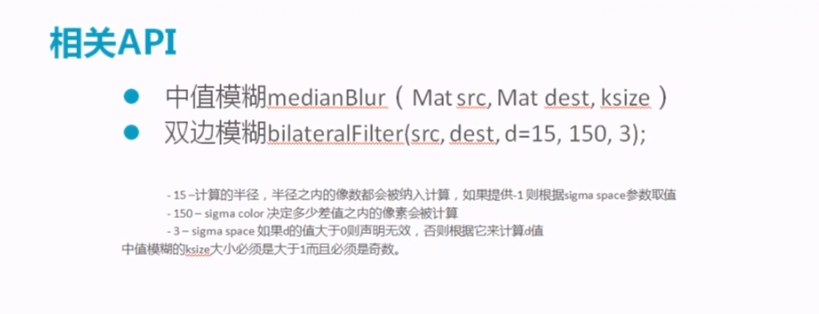 相关API
中值模糊medianBlur（Mat src, Mat dest, ksize）
双边模糊bilateralFilter(src, dest, d=15, 150, 3);
- 15 –计算的半径，半径之内的像数都会被纳入计算，如果提供-1 则根据sigma space参数取值
- 150 – sigma color 决定多少差值之内的像素会被计算
- 3 – sigma space 如果d的值大于0则声明无效，否则根据它来计算d值
中值模糊的ksize大小必须是大于1而且必须是奇数。